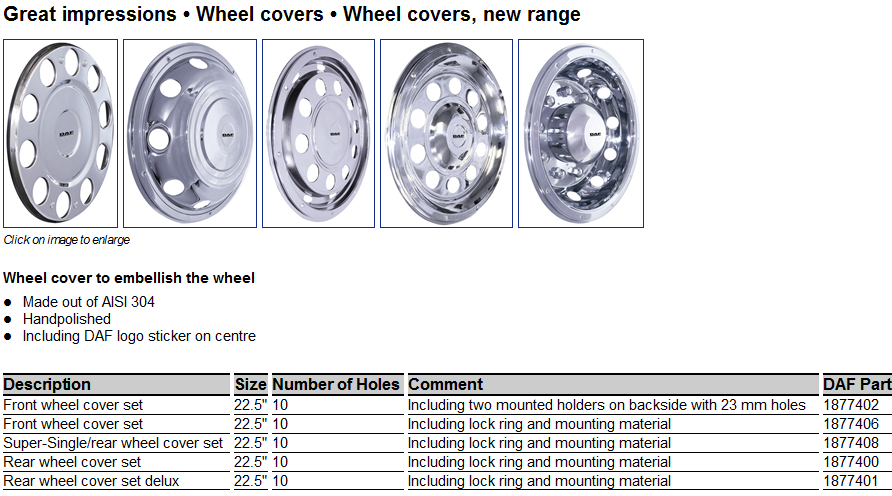 Great impressions • Wheel covers • Wheel covers, new range
DAF DAF DAF DAF DAF
Click on image to enlarge
Wheel cover to embellish the wheel
● Made out of AISI 304
● Handpolished
● Including DAF logo sticker on centre
Description Size Number of Holes Comment DAF Part
Front wheel cover set 22.5" 10 Including two mounted holders on backside with 23 mm holes 1877402
Front wheel cover set 22.5" 10 Including lock ring and mounting material 1877406
Super-Single/rear wheel cover set 22.5" 10 Including lock ring and mounting material 1877408
Rear wheel cover set 22.5" 10 Including lock ring and mounting material 1877400
Rear wheel cover set delux 22.5" 10 Including lock ring and mounting material 1877401